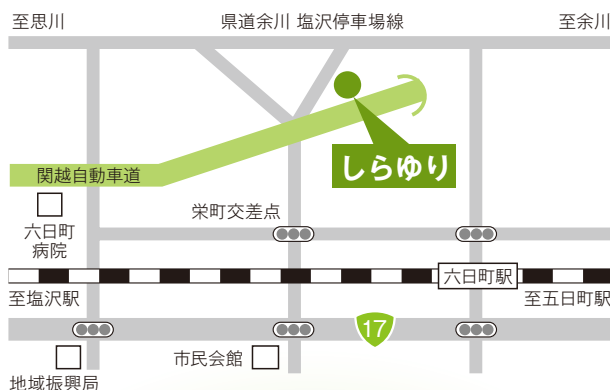 至思川
県道余川 塩沢停車場線
至余川
しらゆり
関越自動車道
栄町交差点
六日町
病院
六日町駅
至塩沢駅
至五日町駅
17
市民会館
地域振興局